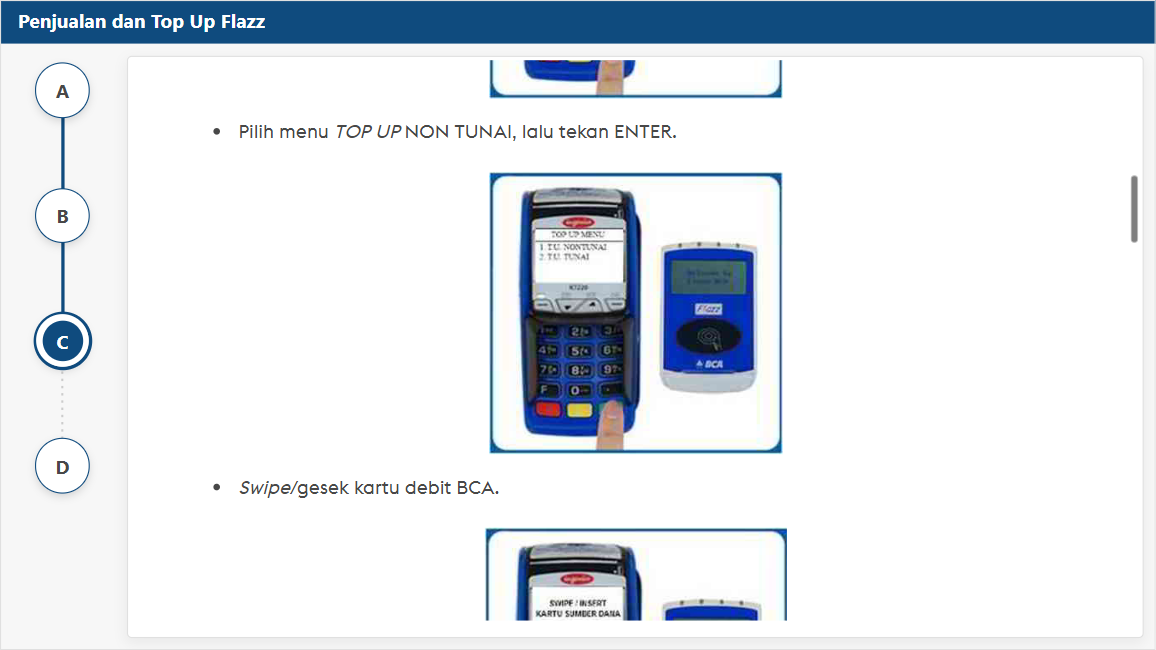 Penjualan dan Top Up Flazz
A
B
C
D
• Pilih menu TOP UP NON TUNAI, lalu tekan ENTER.
TOP UP MENU
1. T.U. NONTUNAI
2. T.U. TUNAI
Flazz
BCA
• Swipe/gesek kartu debit BCA.
SWIPE / INSERT
KARTU SUMBER DANA